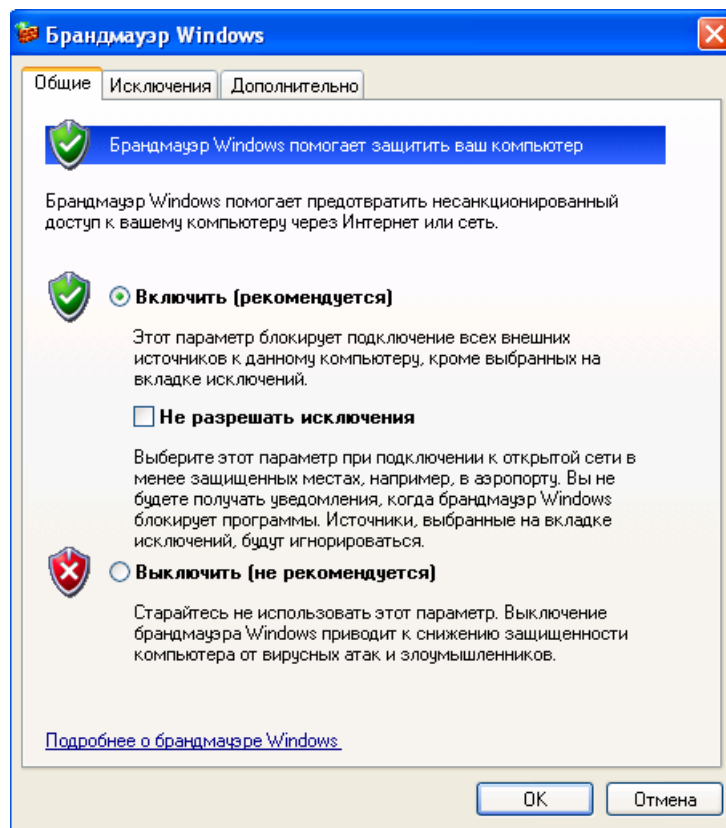 Брандмауэр Windows
Общие Исключения Дополнительно
Брандмауэр Windows помогает защитить ваш компьютер
Брандмауэр Windows помогает предотвратить несанкционированный
доступ к вашему компьютеру через Интернет или сеть.
Включить (рекомендуется)
Этот параметр блокирует подключение всех внешних
источников к данному компьютеру, кроме выбранных на
вкладке исключений.
Не разрешать исключения
Выберите этот параметр при подключении к открытой сети в
менее защищенных местах, например, в аэропорту. Вы не
будете получать уведомления, когда брандмауэр Windows
блокирует программы. Источники, выбранные на вкладке
исключений, будут игнорироваться.
Выключить (не рекомендуется)
Старайтесь не использовать этот параметр. Выключение
брандмауэра Windows приводит к снижению защищенности
компьютера от вирусных атак и злоумышленников.
Подробнее о брандмауэре Windows
OK Отмена